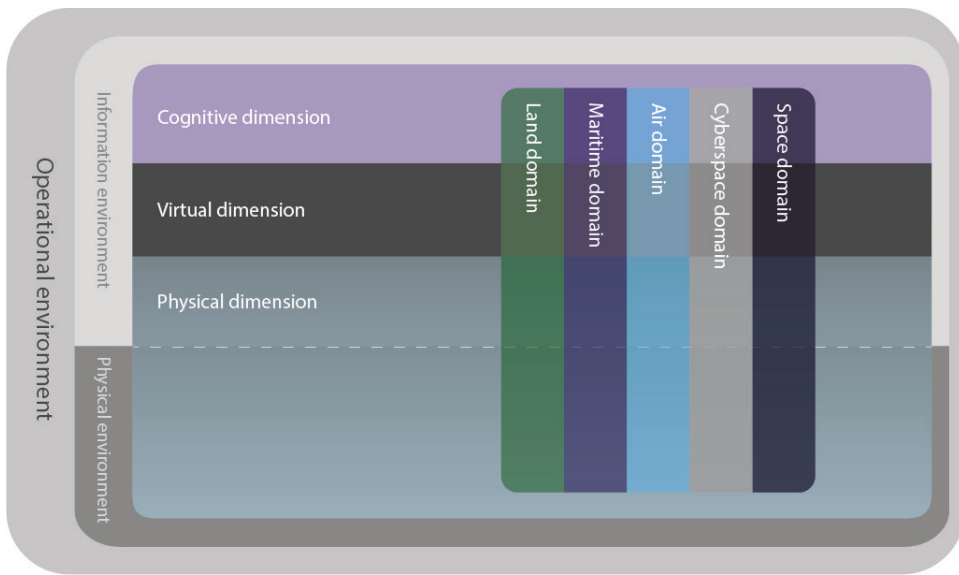 Operational environment
Information environment
Physical environment
Cognitive dimension
Virtual dimension
Physical dimension
Land domain
Maritime domain
Air domain
Cyberspace domain
Space domain